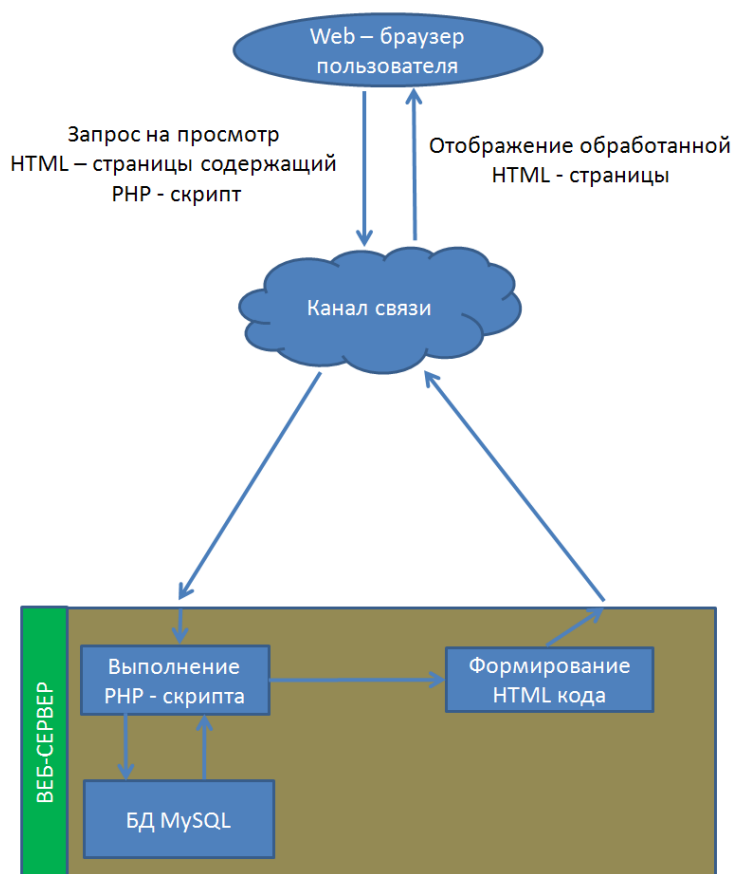 Web – браузер
пользователя
Запрос на просмотр
HTML – страницы содержащий
PHP - скрипт
Отображение обработанной
HTML - страницы
Канал связи
ВЕБ-СЕРВЕР
Выполнение
PHP - скрипта
Формирование
HTML кода
БД MySQL